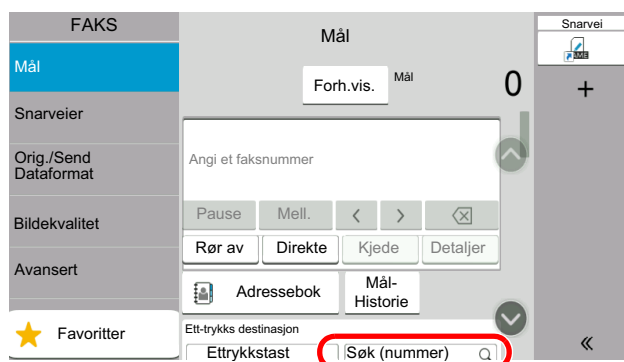 FAKS
Mål
Snarveier
Orig./Send
Dataformat
Bildekvalitet
Avansert
Favoritter
Mål
Forh.vis.
Mål
0
Angi et faksnummer
Pause
Mell.
Rør av
Direkte
Kjede
Detaljer
Adressebok
Mål-
Historie
Ett-trykks destinasjon
Ettrykkstast
Søk (nummer)
Snarvei
+
«